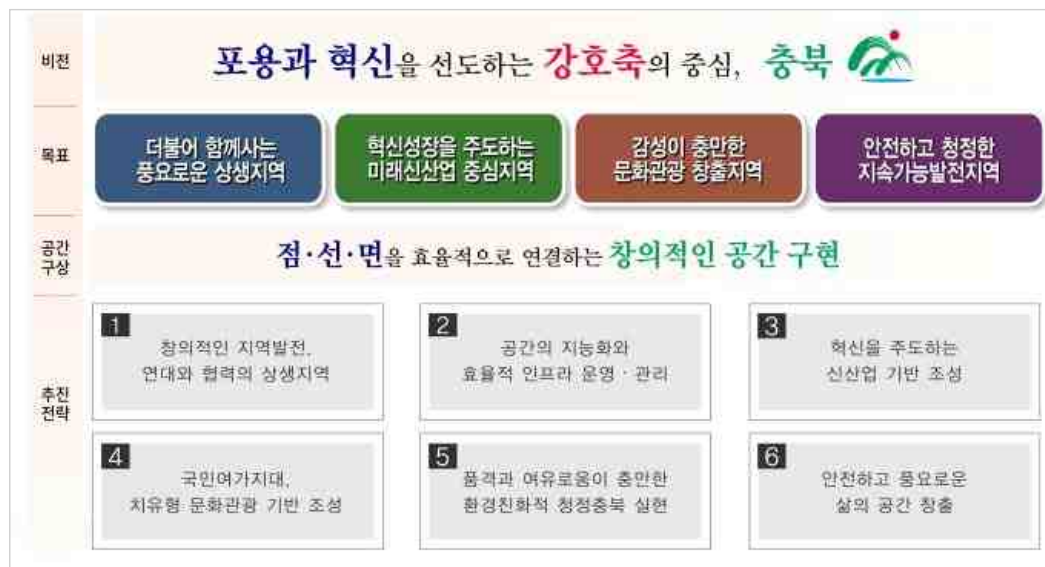 비전
포용과 혁신을 선도하는 강호축의 중심, 충북
목표
더불어 함께사는
풍요로운 상생지역
혁신성장을 주도하는
미래신산업 중심지역
감성이 충만한
문화관광 창출지역
안전하고 청정한
지속가능발전지역
공간
구상
점·선·면을 효율적으로 연결하는 창의적인 공간 구현
추진
전략
1
창의적인 지역발전,
연대와 협력의 상생지역
2
공간의 지능화와
효율적 인프라 운영·관리
3
혁신을 주도하는
신산업 기반 조성
4
국민여가지대,
치유형 문화관광 기반 조성
5
품격과 여유로움이 충만한
환경친화적 청정충북 실현
6
안전하고 풍요로운
삶의 공간 창출